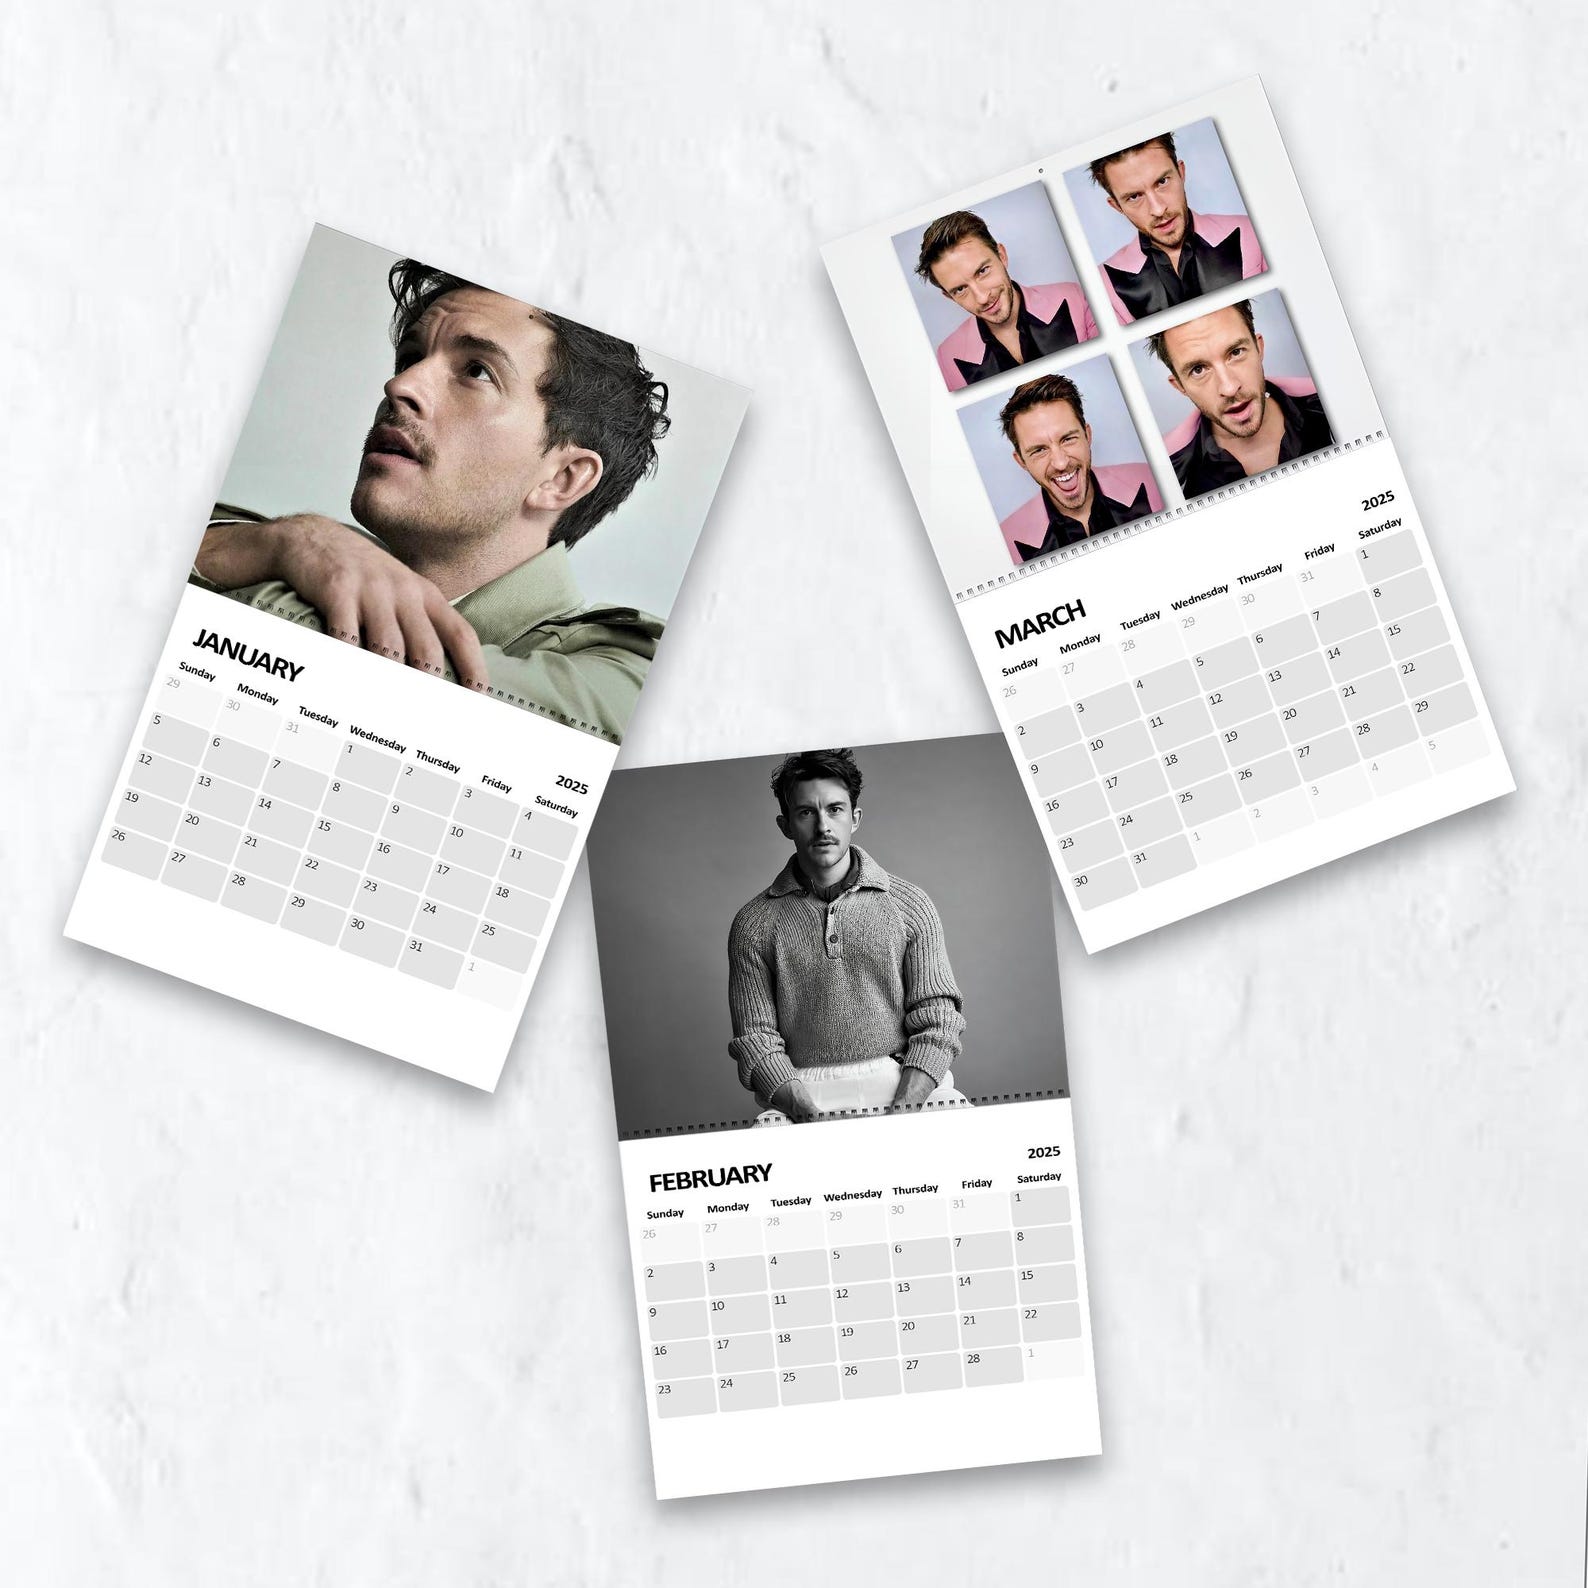 JANUARY
2025
Sunday Monday Tuesday Wednesday Thursday Friday Saturday
29 30 31 1 2 3 4
5 6 7 8 9 10 11
12 13 14 15 16 17 18
19 20 21 22 23 24 25
26 27 28 29 30 31 1
FEBRUARY
2025
Sunday Monday Tuesday Wednesday Thursday Friday Saturday
26 27 28 29 30 31 1
2 3 4 5 6 7 8
9 10 11 12 13 14 15
16 17 18 19 20 21 22
23 24 25 26 27 28 1
MARCH
2025
Sunday Monday Tuesday Wednesday Thursday Friday Saturday
26 27 28 29 30 31 1
2 3 4 5 6 7 8
9 10 11 12 13 14 15
16 17 18 19 20 21 22
23 24 25 26 27 28 29
30 31 1 2 3 4 5